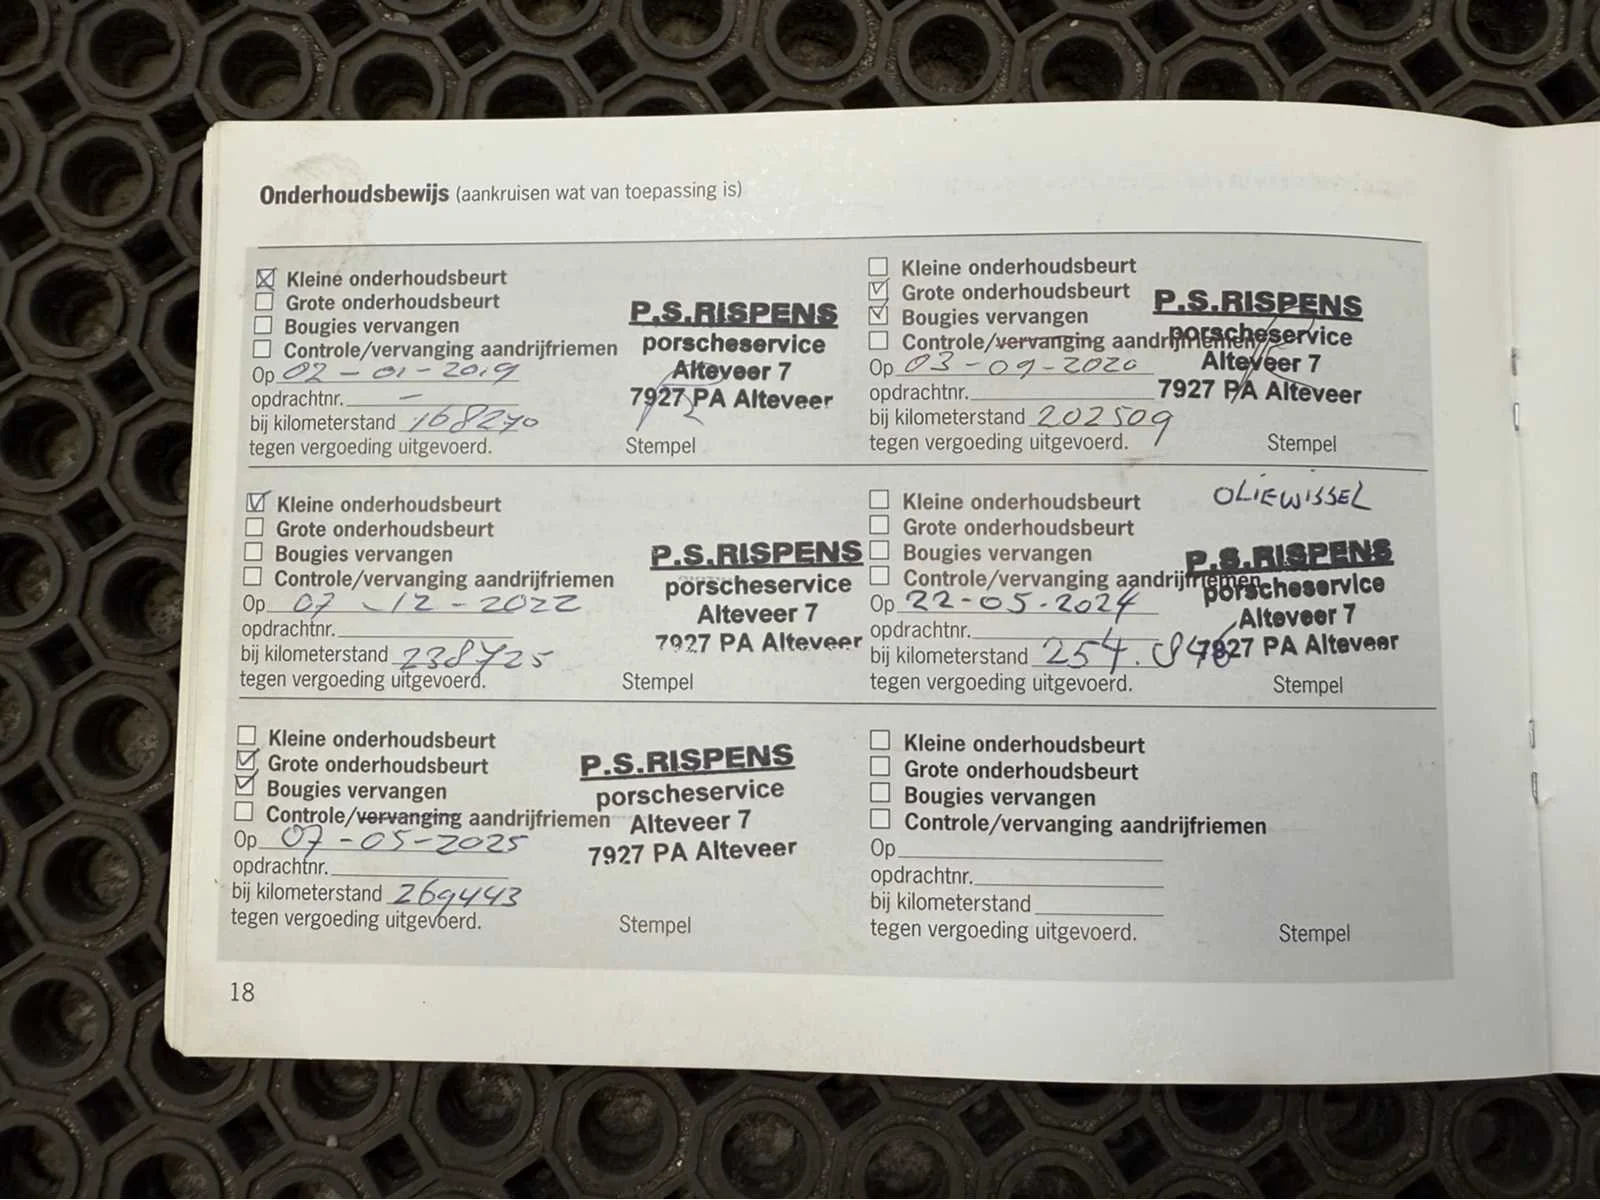 Onderhoudsbewijs (aankruisen wat van toepassing is)
Kleine onderhoudsbeurt
Grote onderhoudsbeurt
Bougies vervangen
Controle/vervanging aandrijfriemen
Op 02-01-2019
opdrachtnr. -
bij kilometerstand 168270
tegen vergoeding uitgevoerd.
P.S.RISPENS
porscheservice
Alteveer 7
7927 PA Alteveer
Stempel
Kleine onderhoudsbeurt
Grote onderhoudsbeurt
Bougies vervangen
Controle/vervanging aandrijfriemen
Op 03-09-2020
opdrachtnr.
bij kilometerstand 202509
tegen vergoeding uitgevoerd.
P.S.RISPENS
porscheservice
Alteveer 7
7927 PA Alteveer
Stempel
Kleine onderhoudsbeurt
Grote onderhoudsbeurt
Bougies vervangen
Controle/vervanging aandrijfriemen
Op 07-12-2022
opdrachtnr.
bij kilometerstand 238725
tegen vergoeding uitgevoerd.
P.S.RISPENS
porscheservice
Alteveer 7
7927 PA Alteveer
Stempel
OLIEWISSEL
Kleine onderhoudsbeurt
Grote onderhoudsbeurt
Bougies vervangen
Controle/vervanging aandrijfriemen
Op 22-05-2024
opdrachtnr.
bij kilometerstand
tegen vergoeding uitgevoerd.
P.S.RISPENS
porscheservice
Alteveer 7
7927 PA Alteveer
Stempel
Kleine onderhoudsbeurt
Grote onderhoudsbeurt
Bougies vervangen
Controle/vervanging aandrijfriemen
Op 07-05-2025
opdrachtnr.
bij kilometerstand 269443
tegen vergoeding uitgevoerd.
P.S.RISPENS
porscheservice
Alteveer 7
7927 PA Alteveer
Stempel
Kleine onderhoudsbeurt
Grote onderhoudsbeurt
Bougies vervangen
Controle/vervanging aandrijfriemen
Op
opdrachtnr.
bij kilometerstand
tegen vergoeding uitgevoerd.
Stempel
18